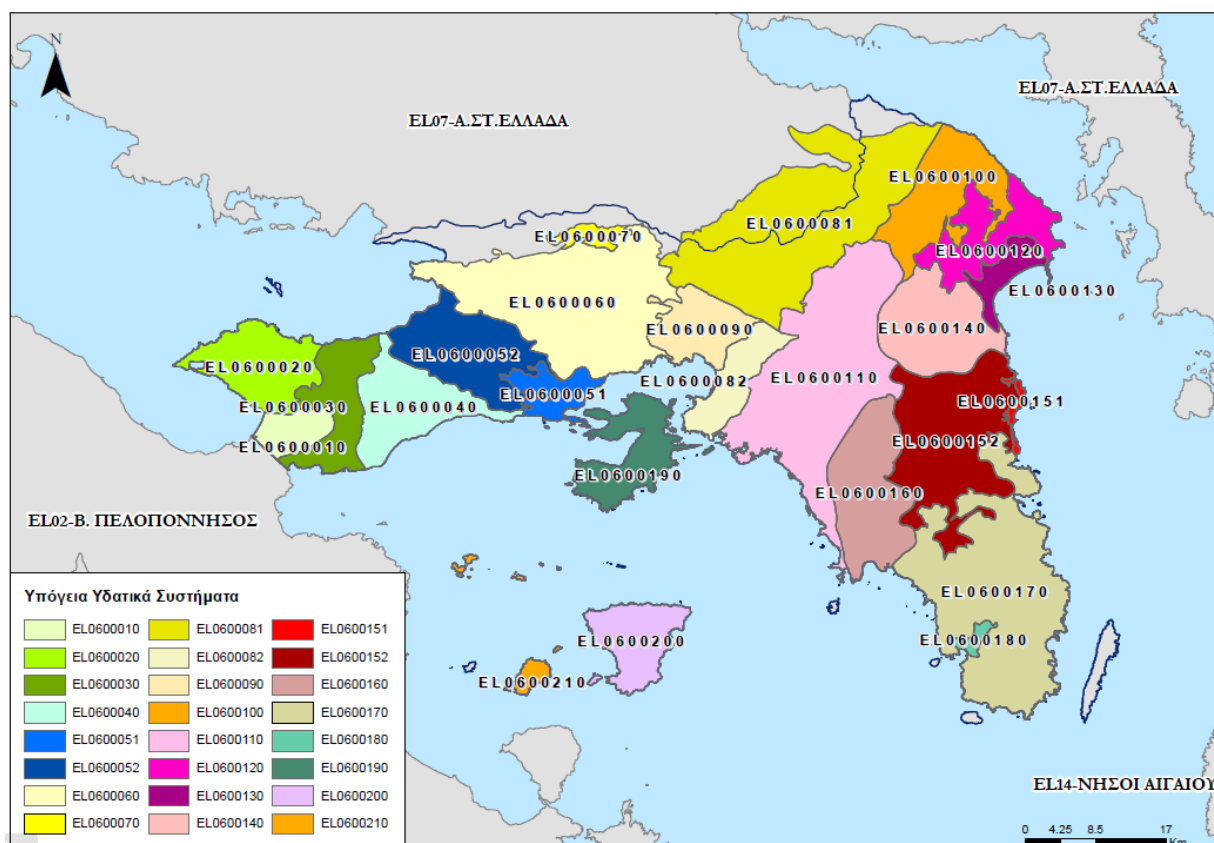 N
EL07-Α.ΣΤ.ΕΛΛΑΔΑ
EL07-Α.ΣΤ.ΕΛΛΑΔΑ
EL0600100
EL0600081
EL0600070
EL0600120
EL0600130
EL0600060
EL0600090
EL0600140
EL0600052
EL0600020
EL0600082
EL0600110
EL0600051
EL0600151
EL0600030
EL0600040
EL0600152
EL0600010
EL0600190
EL0600160
EL02-Β. ΠΕΛΟΠΟΝΝΗΣΟΣ
EL0600170
EL0600200
EL0600180
EL0600210
EL14-ΝΗΣΟΙ ΑΙΓΑΙΟΥ
Υπόγεια Υδατικά Συστήματα
EL0600010 EL0600081 EL0600151
EL0600020 EL0600082 EL0600152
EL0600030 EL0600090 EL0600160
EL0600040 EL0600100 EL0600170
EL0600051 EL0600110 EL0600180
EL0600052 EL0600120 EL0600190
EL0600060 EL0600130 EL0600200
EL0600070 EL0600140 EL0600210
0 4.25 8.5 17
Km